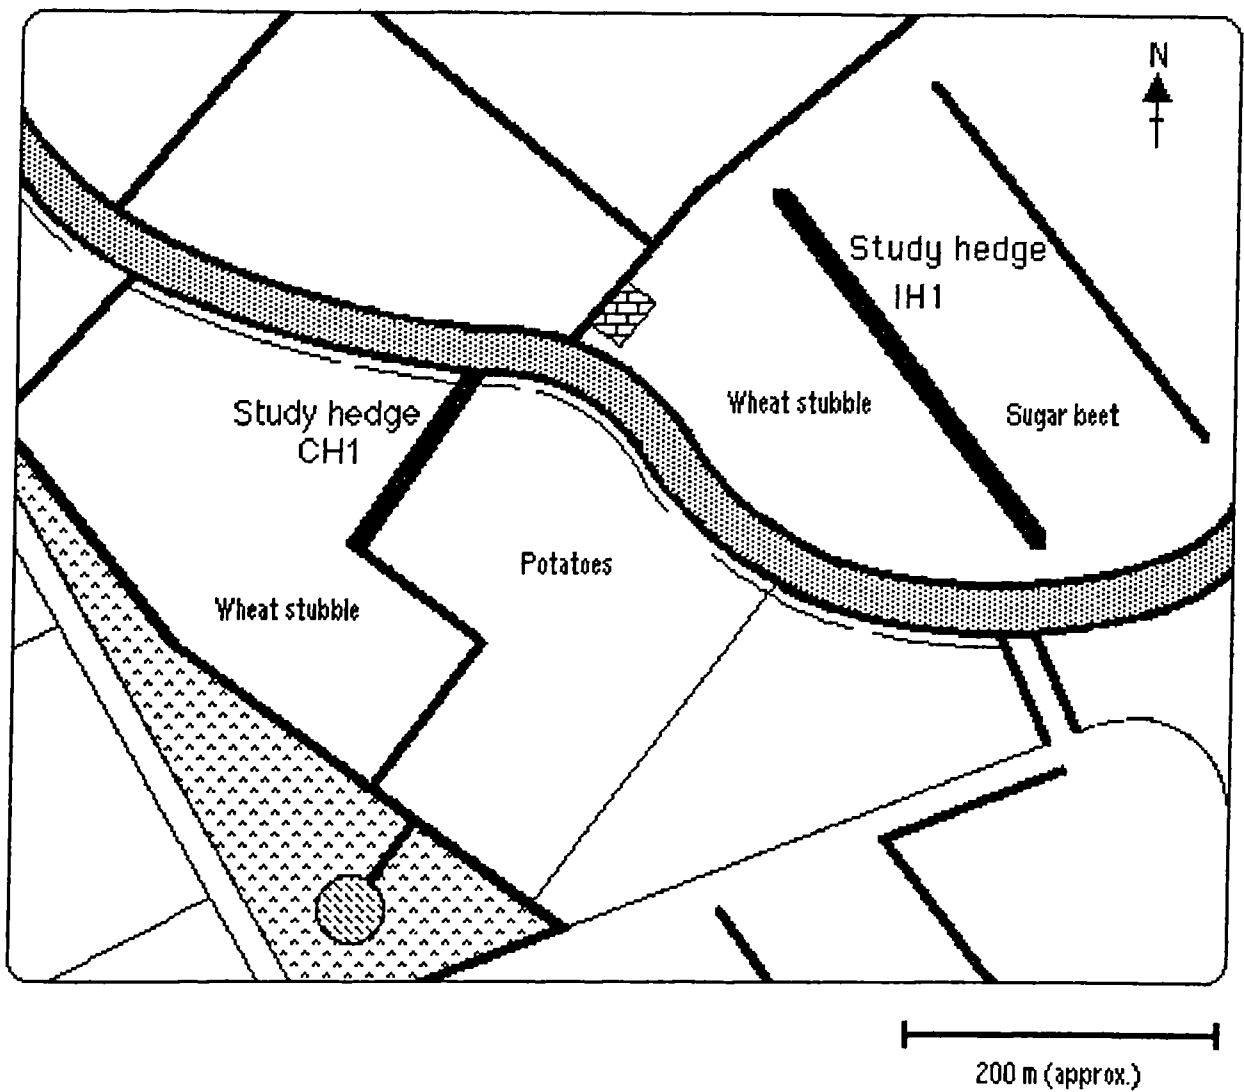 N
Study hedge
IH1
Study hedge
CH1
Wheat stubble
Sugar beet
Potatoes
Wheat stubble
200 m (approx.)